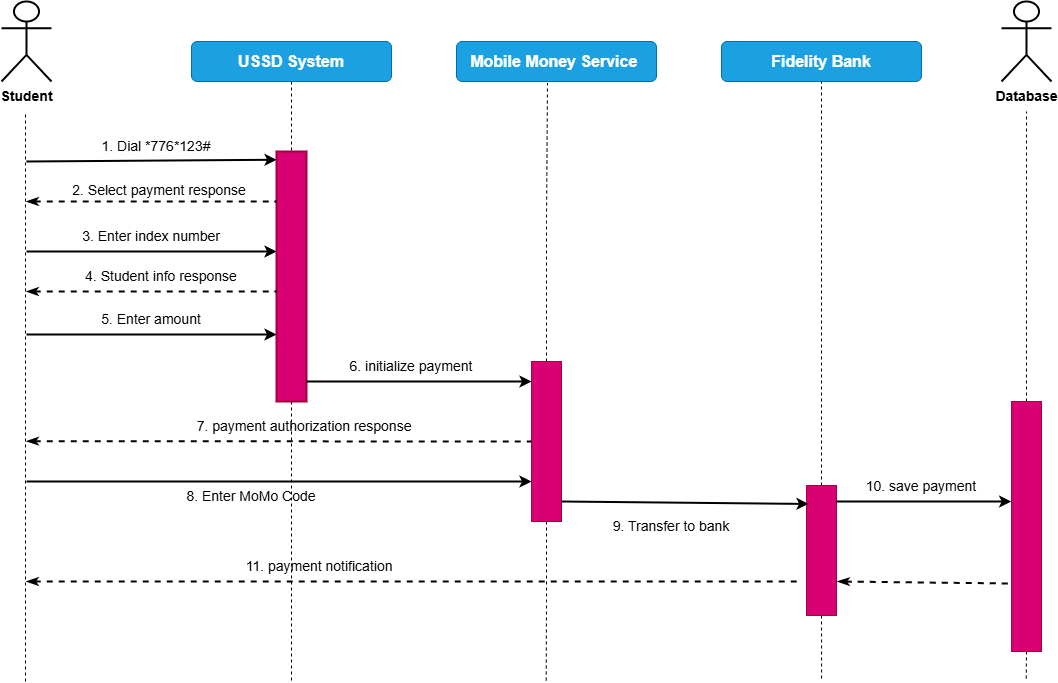 USSD System
Mobile Money Service
Fidelity Bank
Student
Database
1. Dial *776*123#
2. Select payment response
3. Enter index number
4. Student info response
5. Enter amount
6. initialize payment
7. payment authorization response
8. Enter MoMo Code
9. Transfer to bank
10. save payment
11. payment notification